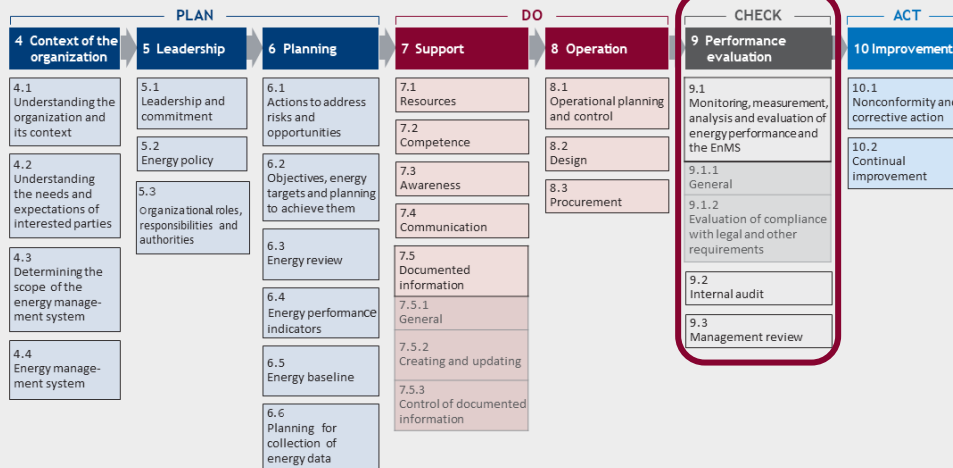 PLAN
DO
CHECK
ACT
4 Context of the
organization
5 Leadership
6 Planning
7 Support
8 Operation
9 Performance
evaluation
10 Improvement
4.1
Understanding the
organization and
its context
4.2
Understanding
the needs and
expectations of
interested parties
4.3
Determining the
scope of the
energy manage-
ment system
4.4
Energy manage-
ment system
5.1
Leadership and
commitment
5.2
Energy policy
5.3
Organizational roles,
responsibilities and
authorities
6.1
Actions to address
risks and
opportunities
6.2
Objectives, energy
targets and planning
to achieve them
6.3
Energy review
6.4
Energy performance
indicators
6.5
Energy baseline
6.6
Planning for
collection of
energy data
7.1
Resources
7.2
Competence
7.3
Awareness
7.4
Communication
7.5
Documented
information
7.5.1
General
7.5.2
Creating and updating
7.5.3
Control of documented
information
8.1
Operational planning
and control
8.2
Design
8.3
Procurement
9.1
Monitoring, measurement,
analysis and evaluation of
energy performance and
the EnMS
9.1.1
General
9.1.2
Evaluation of compliance
with legal and other
requirements
9.2
Internal audit
9.3
Management review
10.1
Nonconformity and
corrective action
10.2
Continual
improvement